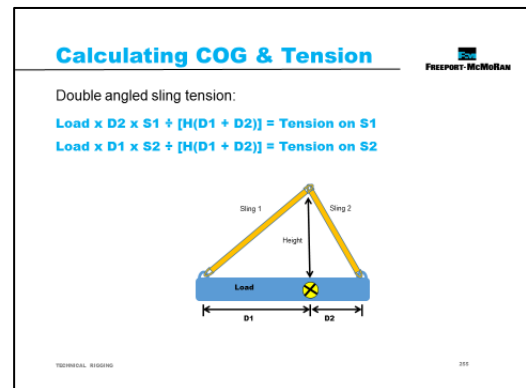 Calculating COG & Tension
FREEPORT-MCMORAN
Double angled sling tension:
Load x D2 x S1 ÷ [H(D1 + D2)] = Tension on S1
Load x D1 x S2 ÷ [H(D1 + D2)] = Tension on S2
Sling 1
Sling 2
Height
Load
D1
D2
TECHNICAL RIGGING